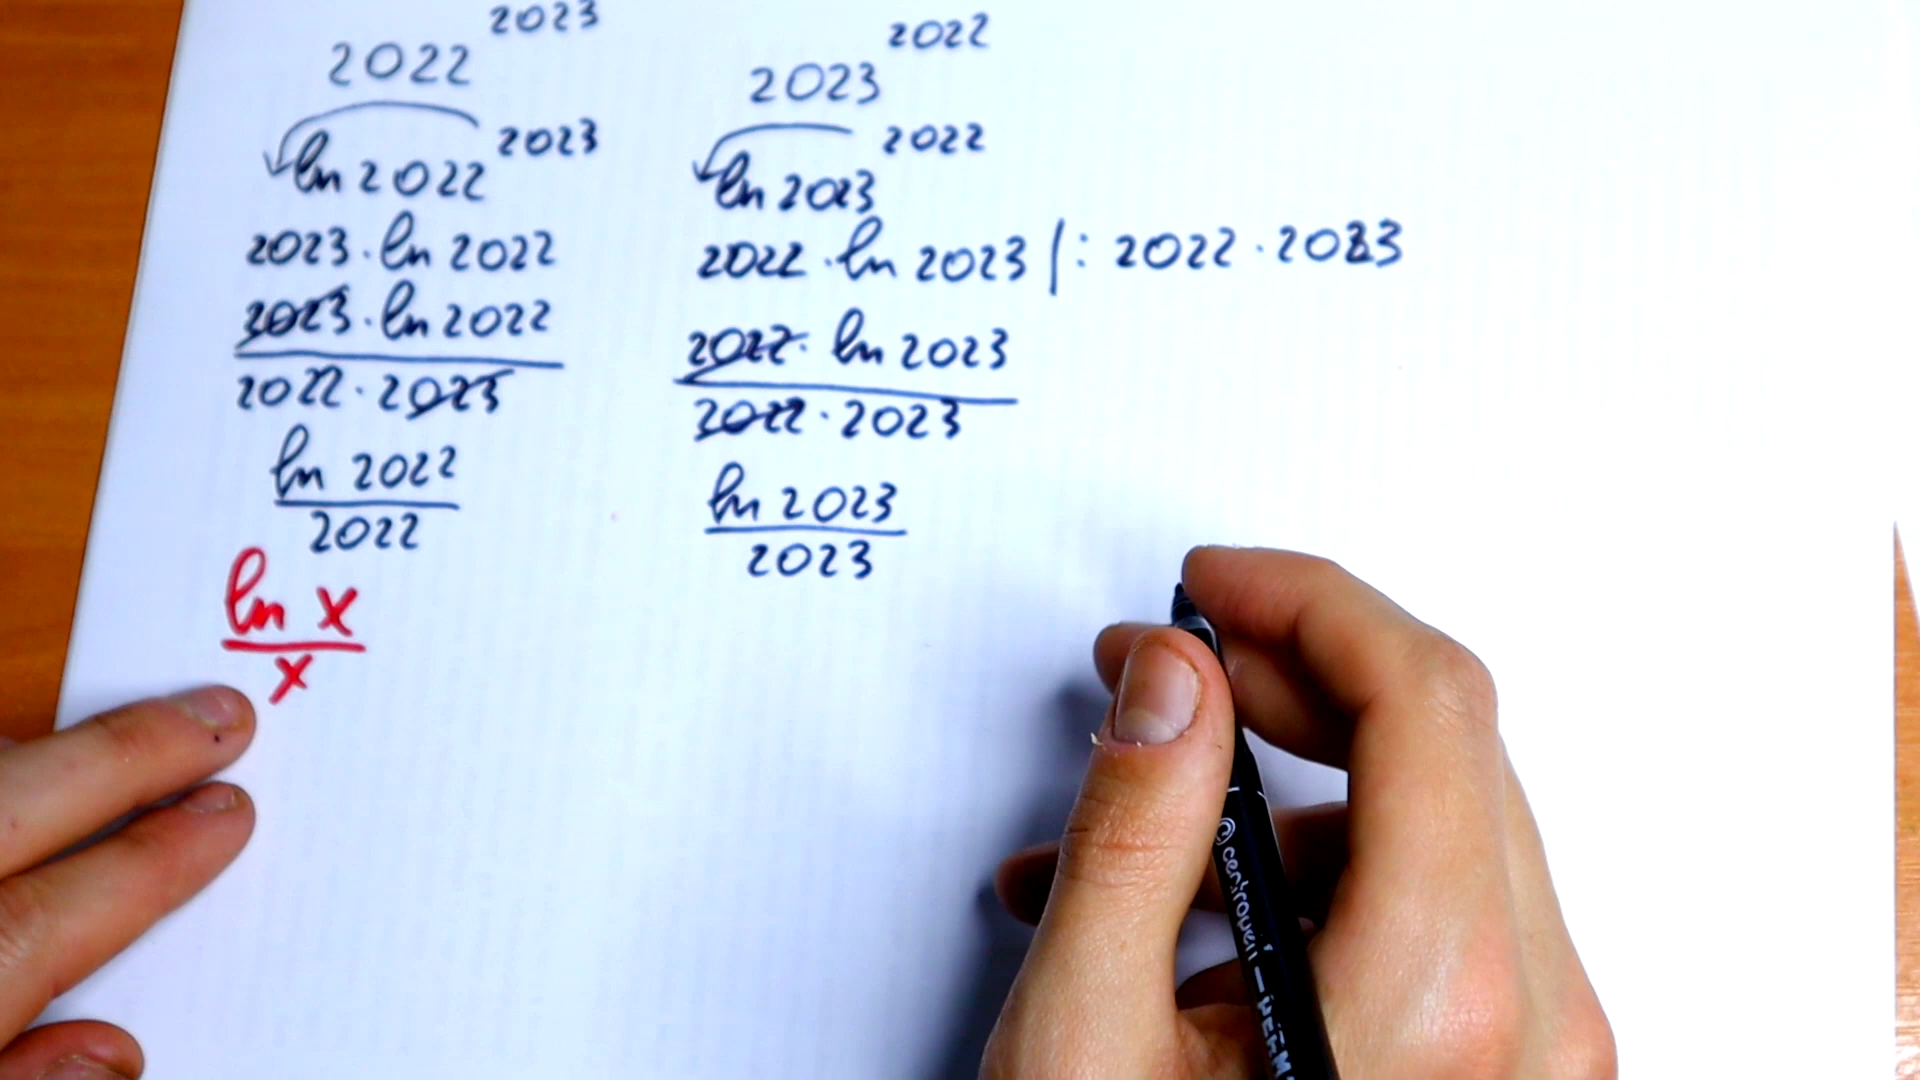 2022^2023 2023^2022
ln 2022^2023 ln 2023^2022
2023 · ln 2022 2022 · ln 2023 | : 2022 · 2023
2023 · ln 2022 2022 · ln 2023
2022 · 2023 2022 · 2023
ln 2022 ln 2023
2022 2023
ln x
x
© centropen